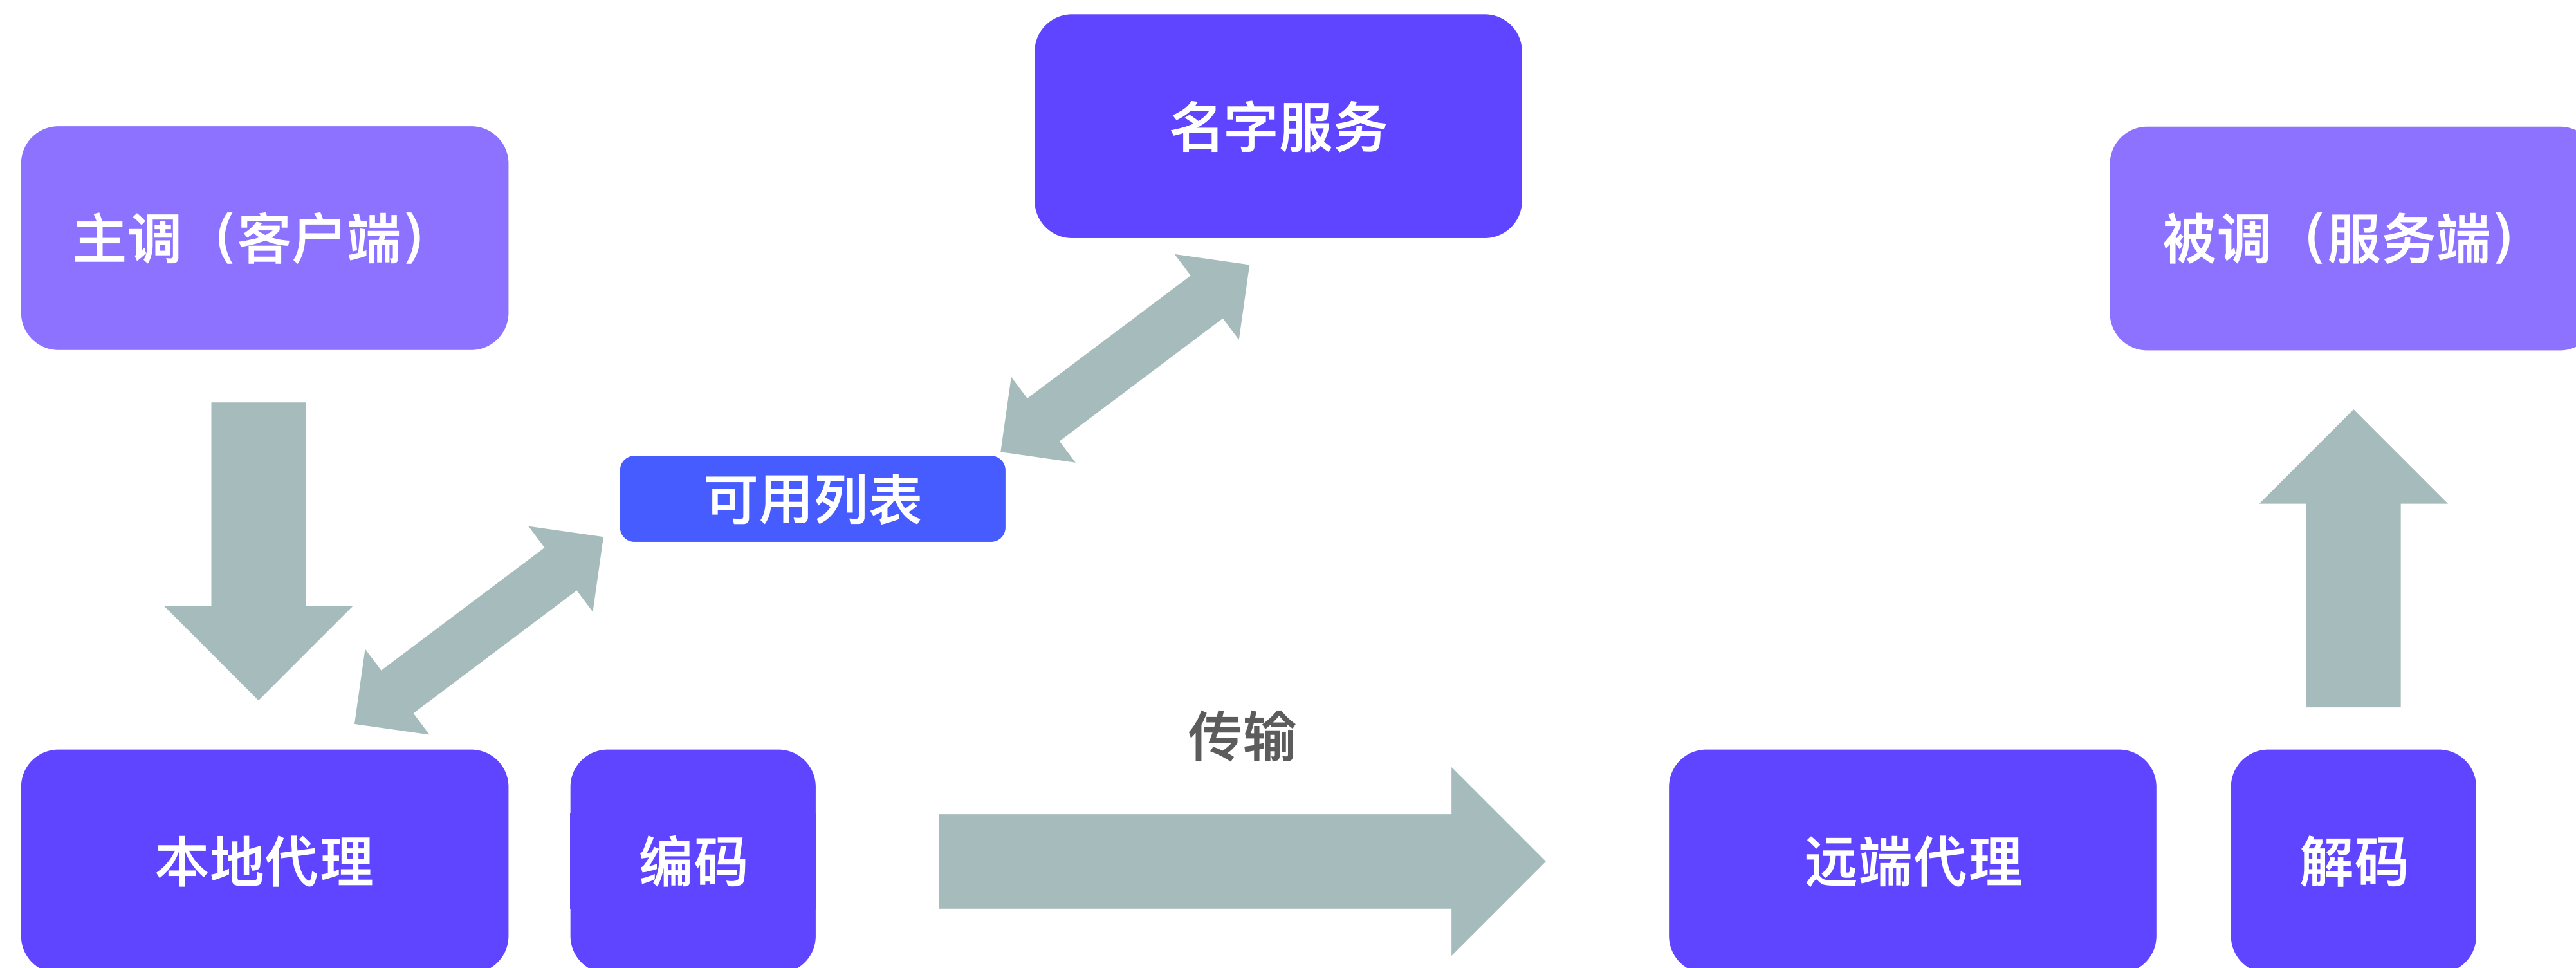 名字服务
主调（客户端）
被调（服务端）
可用列表
传输
本地代理
编码
远端代理
解码